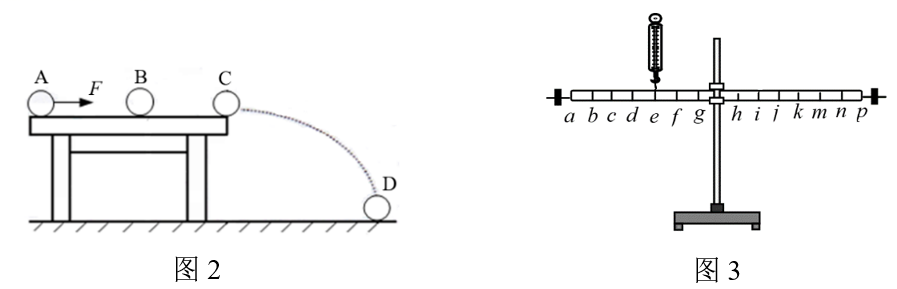 A F B C
D
图 2
a b c d e f g h i j k m n p
图 3